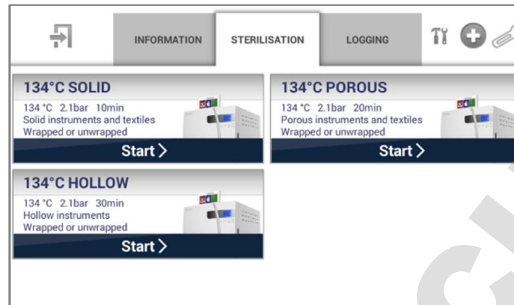 INFORMATION
STERILISATION
LOGGING
134°C SOLID
134 °C 2.1bar 10min
Solid instruments and textiles
Wrapped or unwrapped
Start
134°C POROUS
134 °C 2.1bar 20min
Porous instruments and textiles
Wrapped or unwrapped
Start
134°C HOLLOW
134 °C 2.1bar 30min
Hollow instruments
Wrapped or unwrapped
Start